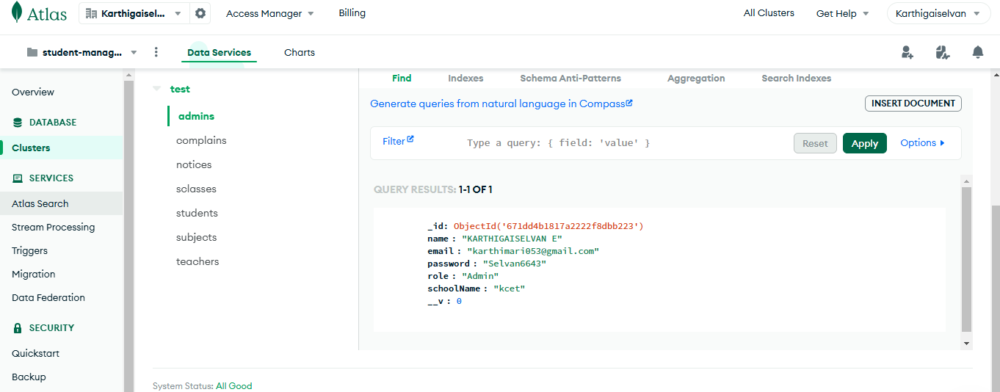 Atlas
Karthigaisel...
Access Manager
Billing
All Clusters
Get Help
Karthigaiselvan
student-manag...
Data Services
Charts
Overview
DATABASE
Clusters
SERVICES
Atlas Search
Stream Processing
Triggers
Migration
Data Federation
SECURITY
Quickstart
Backup
test
admins
complains
notices
sclasses
students
subjects
teachers
Find
Indexes
Schema Anti-Patterns
Aggregation
Search Indexes
Generate queries from natural language in Compass
INSERT DOCUMENT
Filter
Type a query: { field: 'value' }
Reset
Apply
Options
QUERY RESULTS: 1-1 OF 1
_id: ObjectId('671dd4b1817a2222f8dbb223')
name : "KARTHIGAISELVAN E"
email : "karthimari053@gmail.com"
password : "Selvan6643"
role : "Admin"
schoolName : "kcet"
__v : 0
System Status: All Good